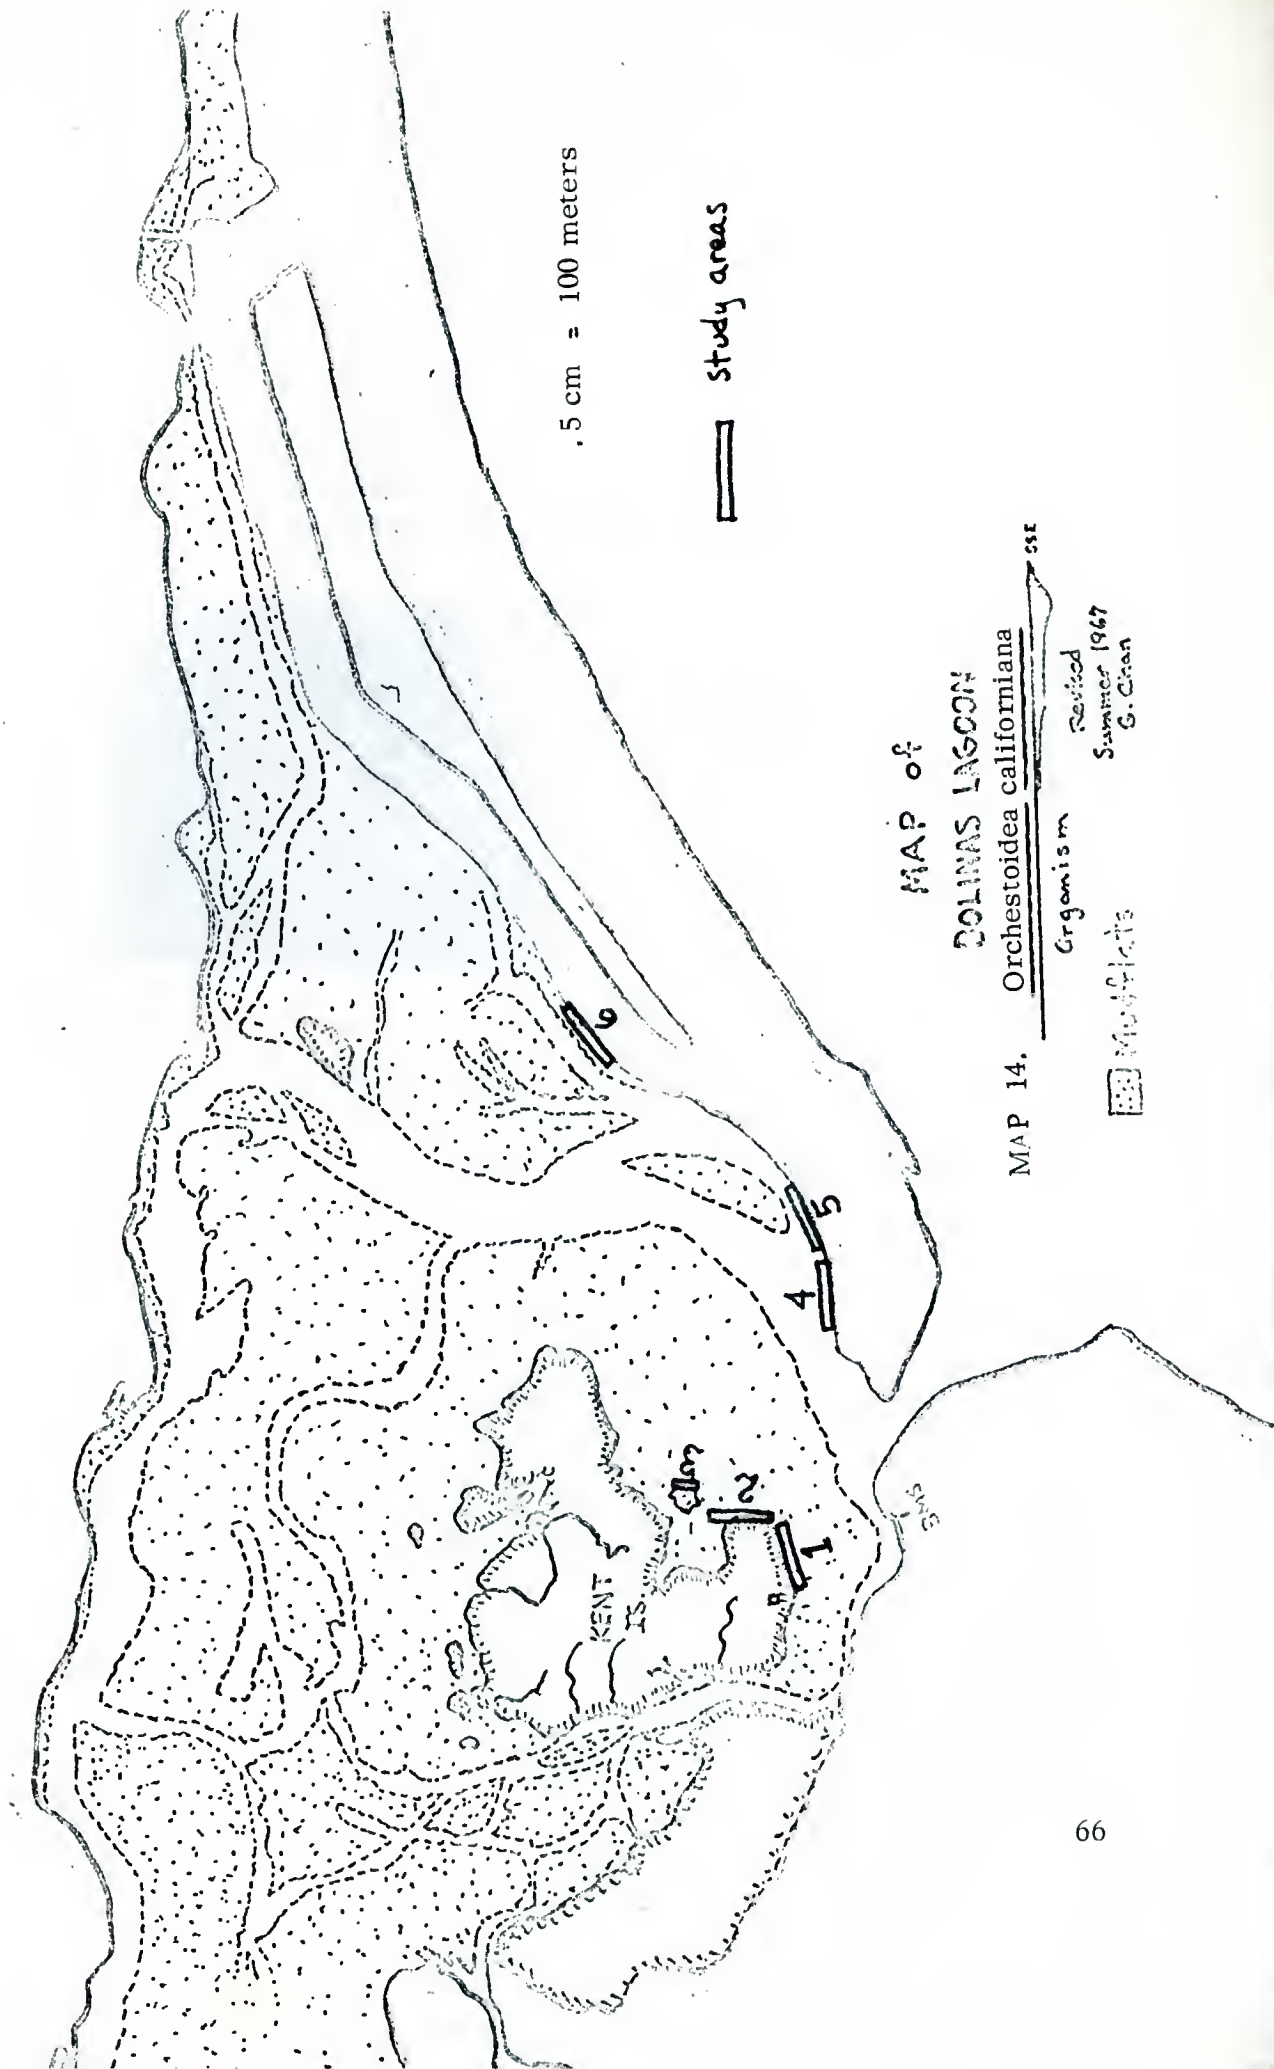 .5 cm = 100 meters
study areas
MAP of
BOLINAS LAGOON
MAP 14. Orchestoidea californiana
Organism
SSE
Revised
Summer 1967
G. Chan
Mudflats
KENT
IS.
1
2
3
4
5
6
66